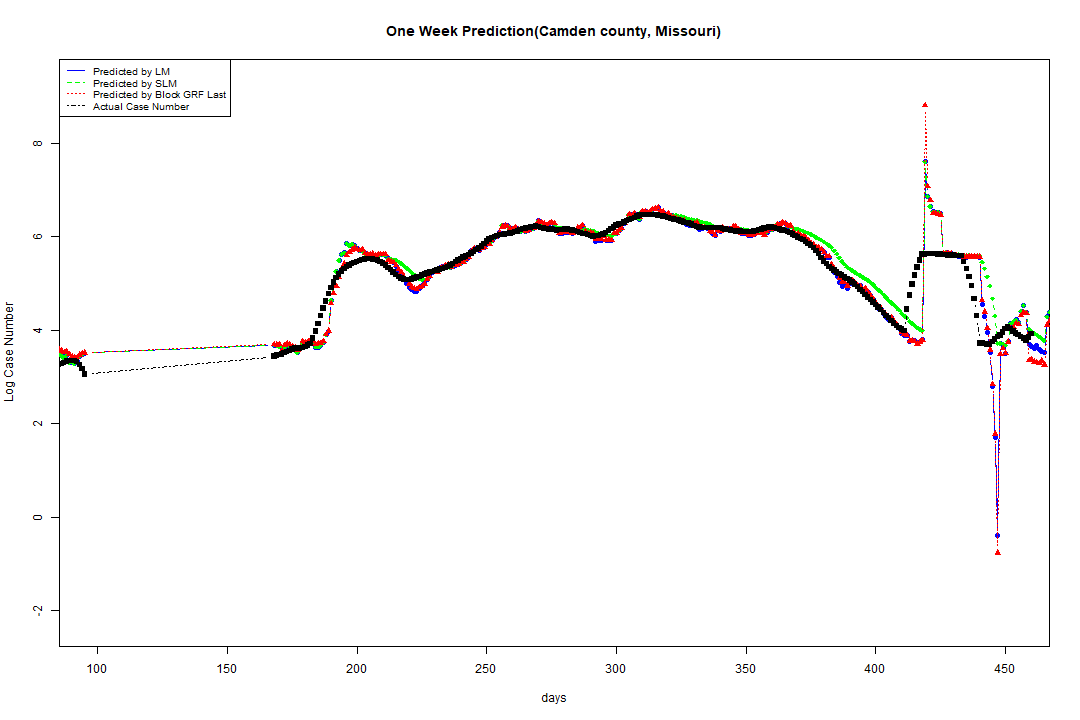 One Week Prediction(Camden county, Missouri)
Predicted by LM
Predicted by SLM
Predicted by Block GRF Last
Actual Case Number
Log Case Number
8
6
4
2
0
-2
100 150 200 250 300 350 400 450
days